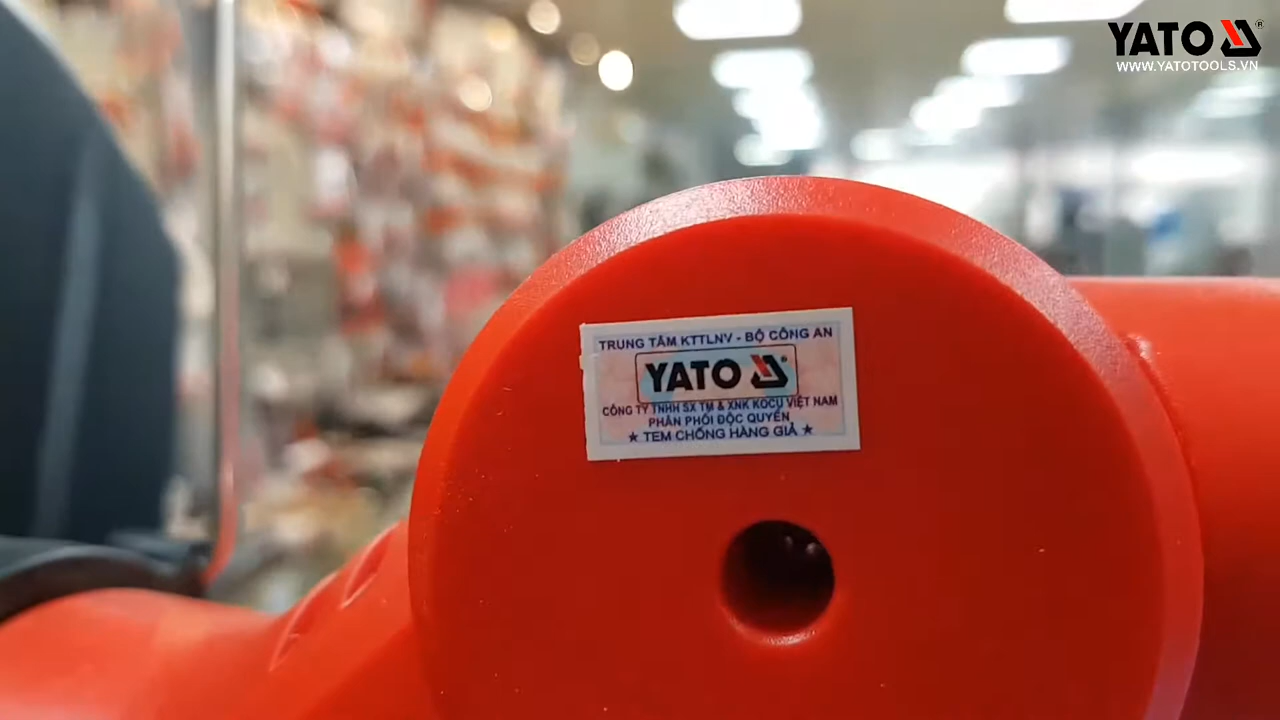 YATO
WWW.YATOTOOLS.VN
TRUNG TÂM KTTLNV - BỘ CÔNG AN
YATO
CÔNG TY TNHH SX TM & XNK KOCU VIỆT NAM
PHÂN PHỐI ĐỘC QUYỀN
★ TEM CHỐNG HÀNG GIẢ ★